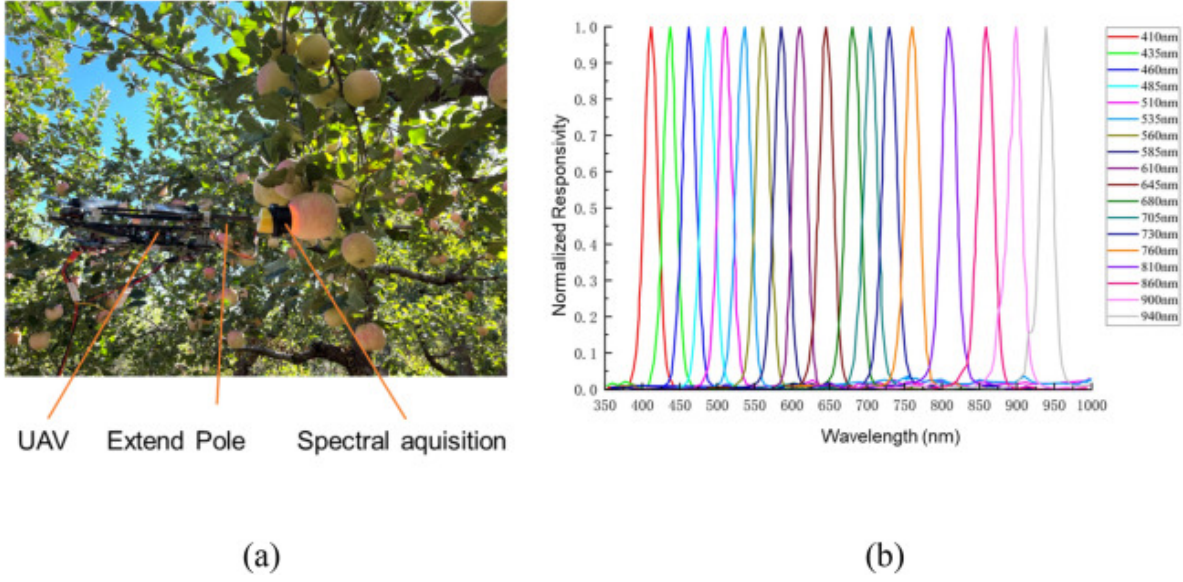 UAV Extend Pole Spectral aquisition
(a)
Normalized Responsivity
1.0
0.9
0.8
0.7
0.6
0.5
0.4
0.3
0.2
0.1
0.0
350 400 450 500 550 600 650 700 750 800 850 900 950 1000
Wavelength (nm)
410nm
435nm
460nm
485nm
510nm
535nm
560nm
585nm
610nm
645nm
680nm
705nm
730nm
760nm
810nm
860nm
900nm
940nm
(b)